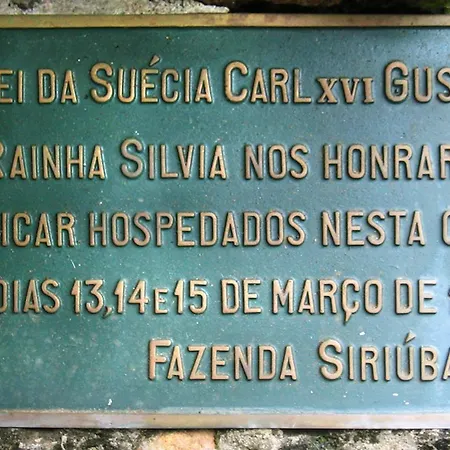 EI DA SUÉCIA CARL XVI GUS
RAINHA SILVIA NOS HONRAR
FICAR HOSPEDADOS NESTA C
DIAS 13,14 E 15 DE MARÇO DE
FAZENDA SIRIÚBA